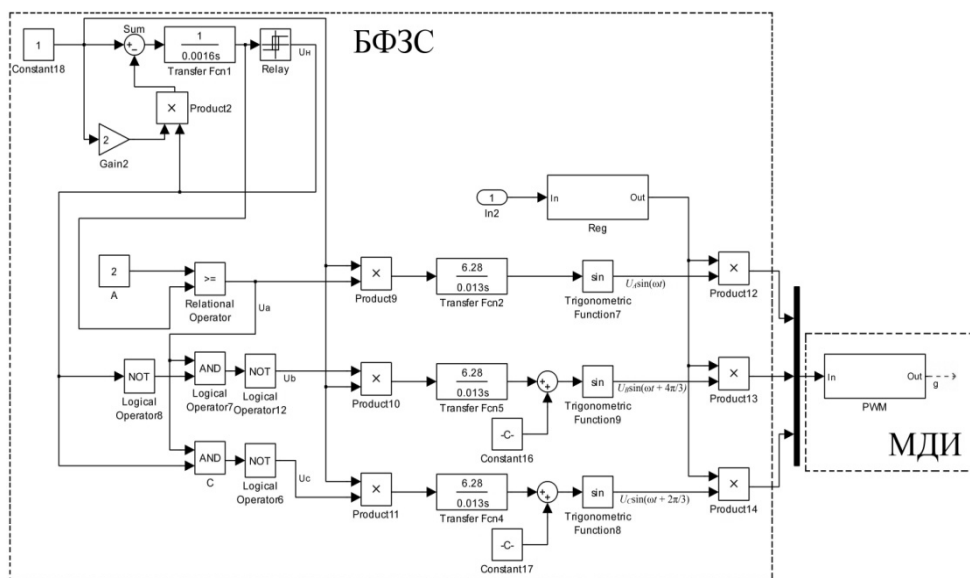 БФЗС
1
Constant18
Sum
1
0.0016s
Transfer Fcn1
Relay
Uн
×
Product2
2
Gain2
1
In2
In
Out
Reg
2
A
>=
Relational
Operator
Ua
×
Product9
6.28
0.013s
Transfer Fcn2
sin
Trigonometric
Function7
UAsin(ωt)
×
Product12
NOT
Logical
Operator8
AND
Logical
Operator7
NOT
Logical
Operator12
Ub
×
Product10
6.28
0.013s
Transfer Fcn5
-C-
Constant16
sin
Trigonometric
Function9
UBsin(ωt + 4π/3)
×
Product13
In
Out
PWM
g
МДИ
AND
C
NOT
Logical
Operator6
Uc
×
Product11
6.28
0.013s
Transfer Fcn4
-C-
Constant17
sin
Trigonometric
Function8
UCsin(ωt + 2π/3)
×
Product14